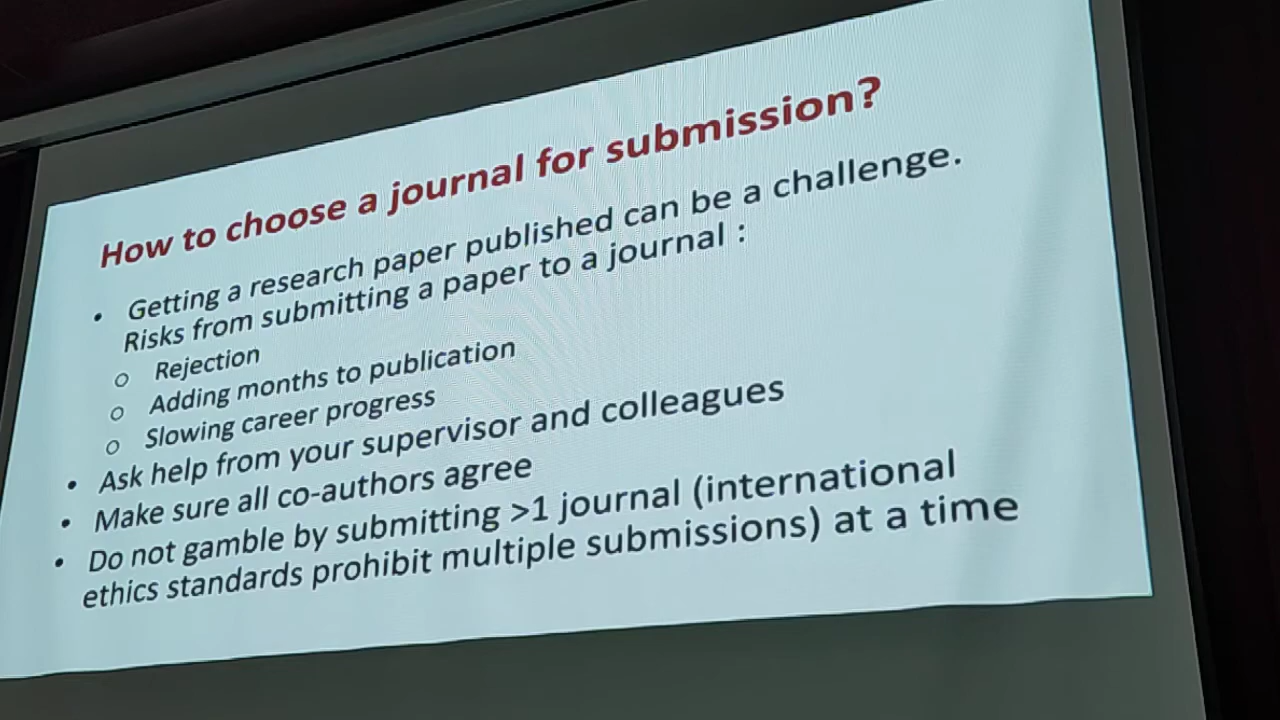 How to choose a journal for submission?
• Getting a research paper published can be a challenge.
Risks from submitting a paper to a journal :
o Rejection
o Adding months to publication
o Slowing career progress
• Ask help from your supervisor and colleagues
• Make sure all co-authors agree
• Do not gamble by submitting >1 journal (international
ethics standards prohibit multiple submissions) at a time